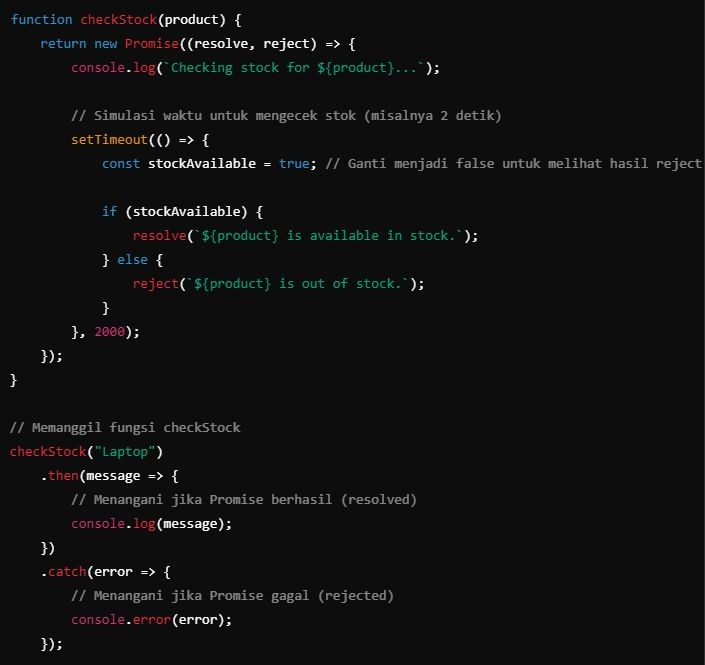 function checkStock(product) {
    return new Promise((resolve, reject) => {
        console.log(`Checking stock for ${product}...`);

        // Simulasi waktu untuk mengecek stok (misalnya 2 detik)
        setTimeout(() => {
            const stockAvailable = true; // Ganti menjadi false untuk melihat hasil reject

            if (stockAvailable) {
                resolve(`${product} is available in stock.`);
            } else {
                reject(`${product} is out of stock.`);
            }
        }, 2000);
    });
}

// Memanggil fungsi checkStock
checkStock("Laptop")
    .then(message => {
        // Menangani jika Promise berhasil (resolved)
        console.log(message);
    })
    .catch(error => {
        // Menangani jika Promise gagal (rejected)
        console.error(error);
    });